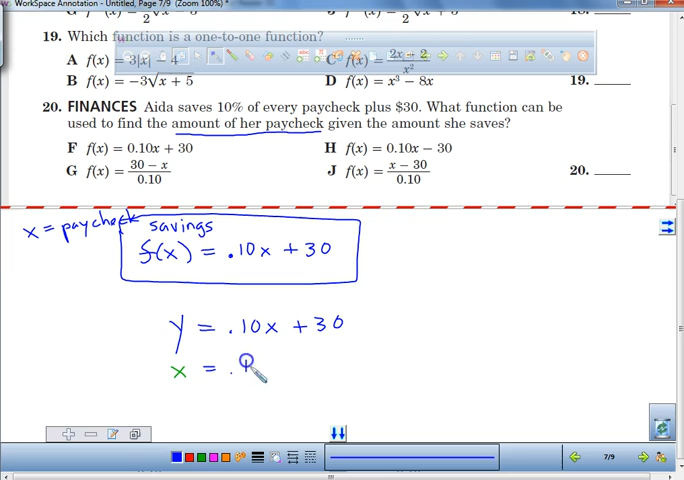 WorkSpace Annotation - Untitled, Page 7/9 (Zoom 100%) *
19. Which function is a one-to-one function?
A f(x) = 3|x| − 4
C f(x) = 2x + 2 / x²
B f(x) = −3√x + 5
D f(x) = x³ − 8x
19. ____
20. FINANCES Aida saves 10% of every paycheck plus $30. What function can be
used to find the amount of her paycheck given the amount she saves?
F f(x) = 0.10x + 30
H f(x) = 0.10x − 30
G f(x) = 30 − x / 0.10
J f(x) = x − 30 / 0.10
20. ____
x = paycheck
savings
f(x) = .10x + 30
y = .10x + 30
x = .1
7/9